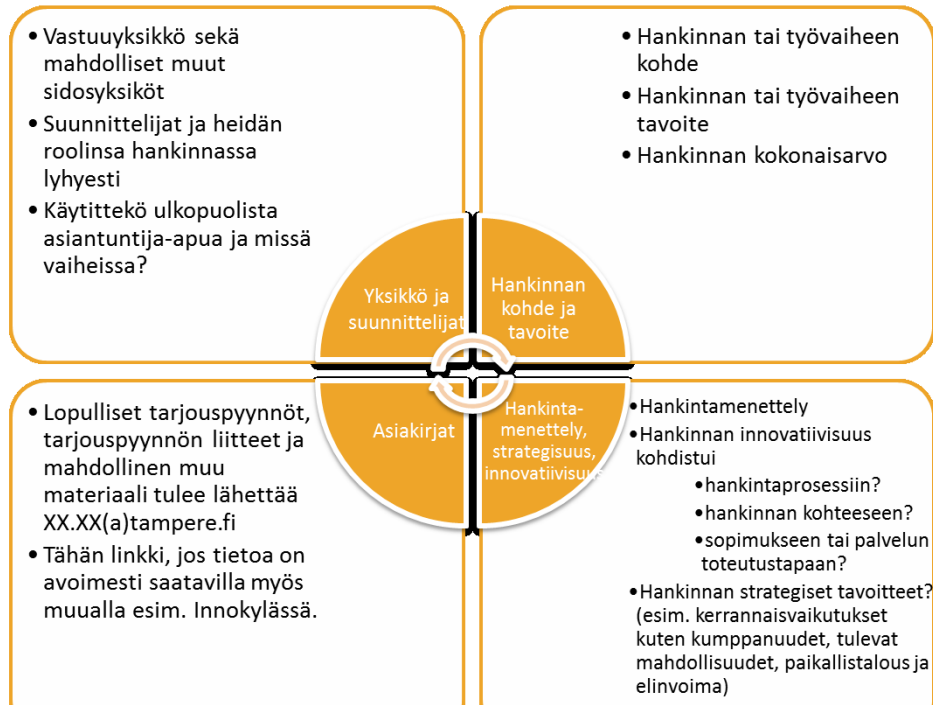 • Vastuuyksikkö sekä
mahdolliset muut
sidosyksiköt
• Suunnittelijat ja heidän
roolinsa hankinnassa
lyhyesti
• Käytittekö ulkopuolista
asiantuntija-apua ja missä
vaiheissa?
• Hankinnan tai työvaiheen
kohde
• Hankinnan tai työvaiheen
tavoite
• Hankinnan kokonaisarvo
Yksikkö ja
suunnittelijat
Hankinnan
kohde ja
tavoite
• Lopulliset tarjouspyynnöt,
tarjouspyynnön liitteet ja
mahdollinen muu
materiaali tulee lähettää
XX.XX(a)tampere.fi
• Tähän linkki, jos tietoa on
avoimesti saatavilla myös
muualla esim. Innokylässä.
Asiakirjat
Hankinta-
menettely,
strategisuus,
innovatiivisuus
•Hankintamenettely
•Hankinnan innovatiivisuus
kohdistui
•hankintaprosessiin?
•hankinnan kohteeseen?
•sopimukseen tai palvelun
toteutustapaan?
•Hankinnan strategiset tavoitteet?
(esim. kerrannaisvaikutukset
kuten kumppanuudet, tulevat
mahdollisuudet, paikallistalous ja
elinvoima)